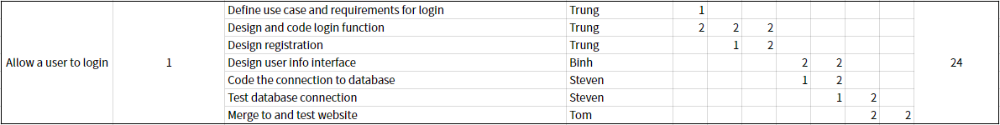 Define use case and requirements for login Trung 1
Design and code login function Trung 2 2 2
Design registration Trung 1 2
Allow a user to login 1 Design user info interface Binh 2 2 24
Code the connection to database Steven 1 2
Test database connection Steven 1 2
Merge to and test website Tom 2 2